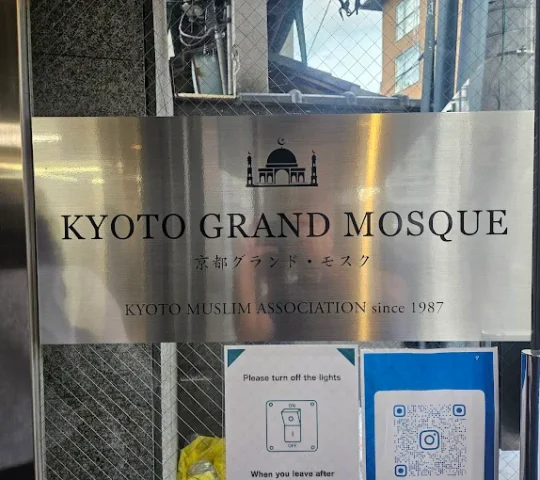 KYOTO GRAND MOSQUE
京都グランド・モスク
KYOTO MUSLIM ASSOCIATION since 1987
Please turn off the lights
ON
OFF
When you leave after